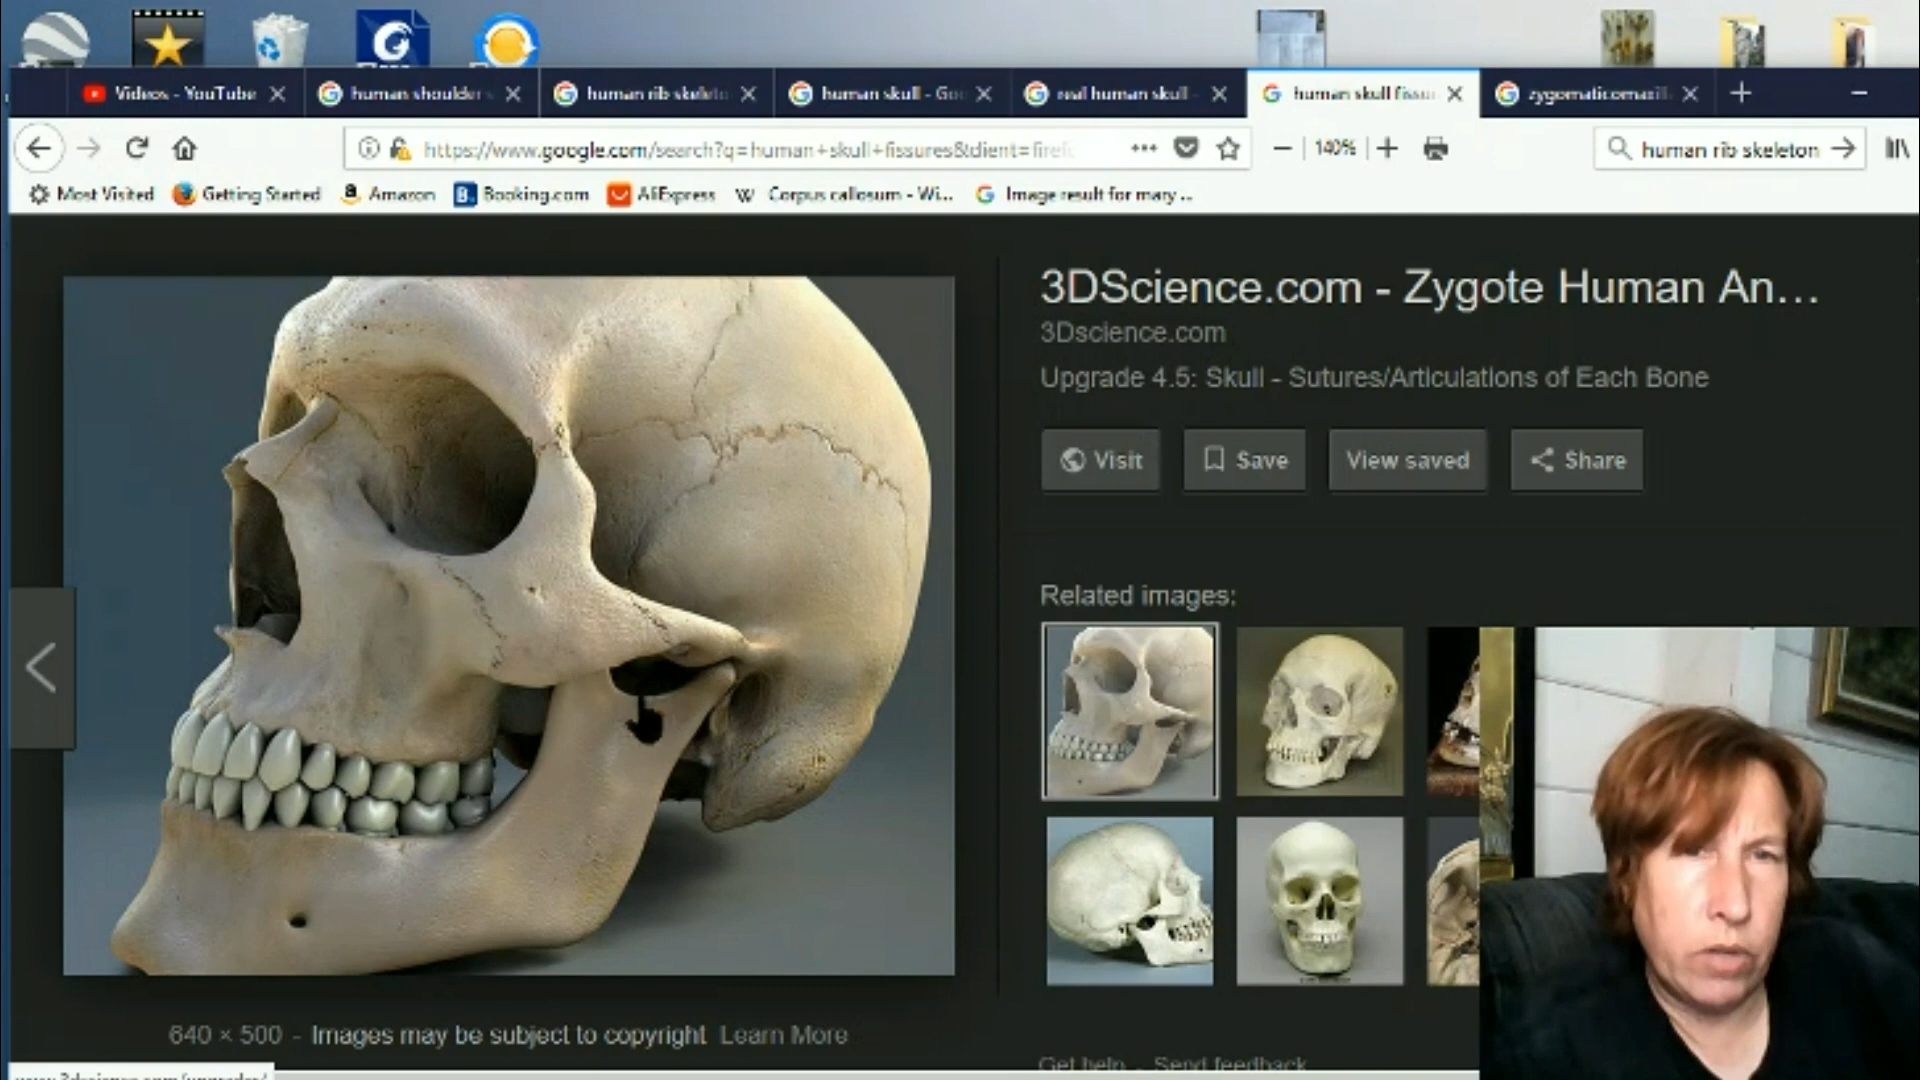 Videos - YouTube
human shoulder
human rib skelet
human skull - Go
real human skull -
human skull fissu
zygomaticomaxill
https://www.google.com/search?q=human+skull+fissures&client=firef
140%
human rib skeleton
Most Visited
Getting Started
Amazon
Booking.com
AliExpress
Corpus callosum - Wi...
Image result for mary ...
3DScience.com - Zygote Human An...
3Dscience.com
Upgrade 4.5: Skull - Sutures/Articulations of Each Bone
Visit
Save
View saved
Share
Related images:
640 × 500 - Images may be subject to copyright Learn More
Get help - Send feedback